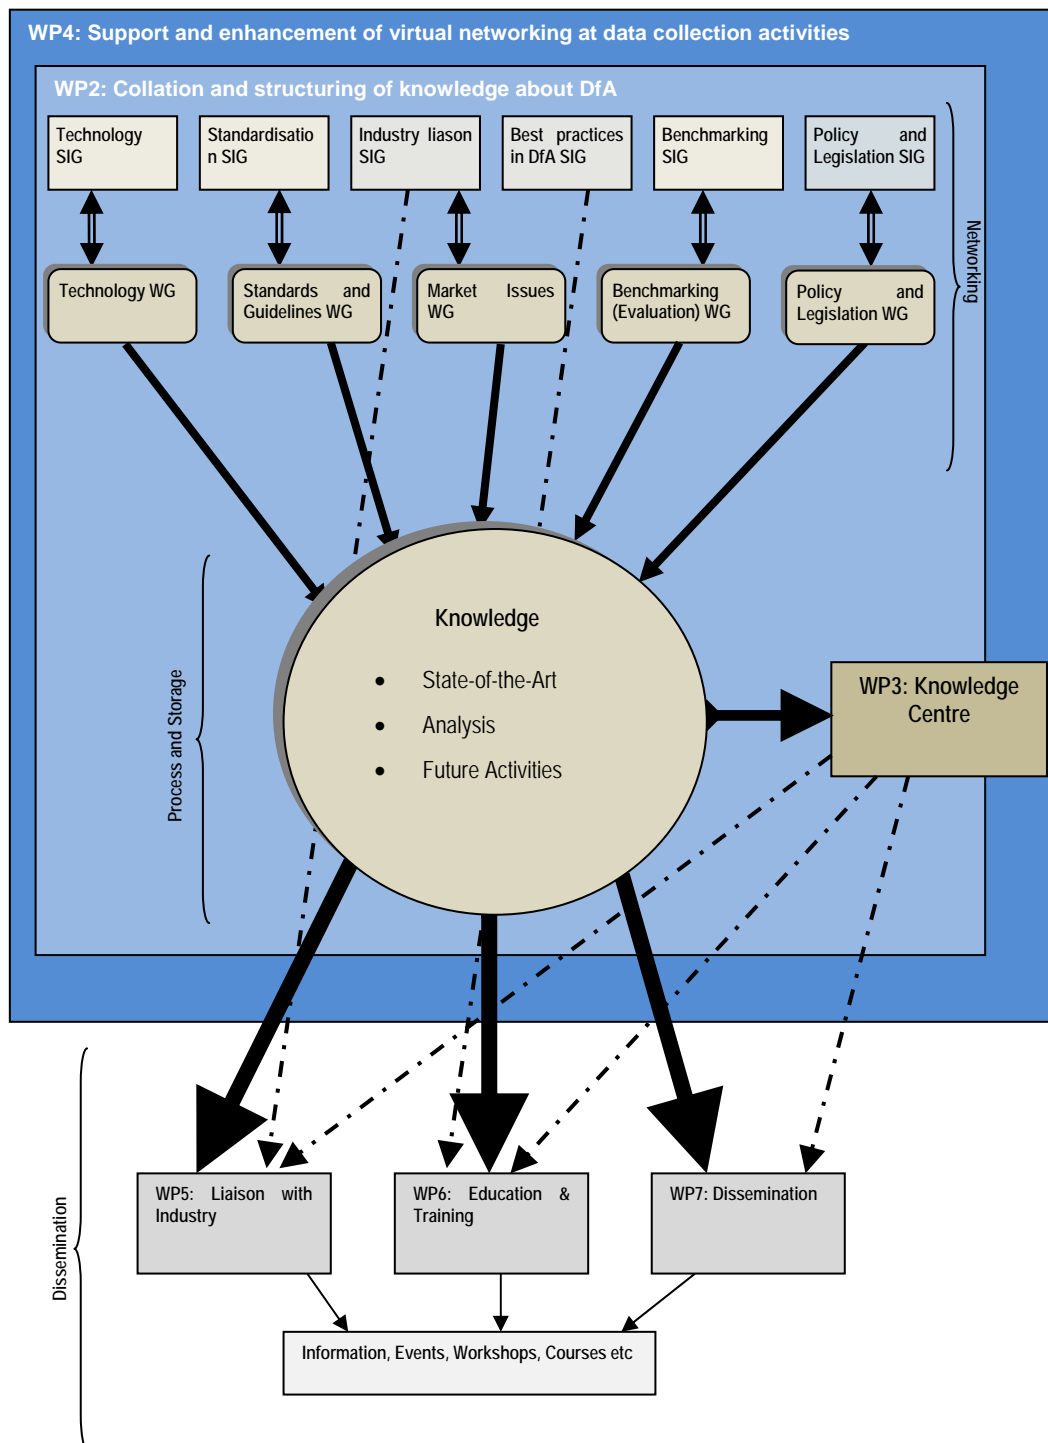 WP4: Support and enhancement of virtual networking at data collection activities
WP2: Collation and structuring of knowledge about DfA
Technology
SIG
Standardisatio
n SIG
Industry liason
SIG
Best practices
in DfA SIG
Benchmarking
SIG
Policy and
Legislation SIG
Networking
Technology WG
Standards and
Guidelines WG
Market Issues
WG
Benchmarking
(Evaluation) WG
Policy and
Legislation WG
Process and Storage
Knowledge
• State-of-the-Art
• Analysis
• Future Activities
WP3: Knowledge
Centre
Dissemination
WP5: Liaison with
Industry
WP6: Education &
Training
WP7: Dissemination
Information, Events, Workshops, Courses etc